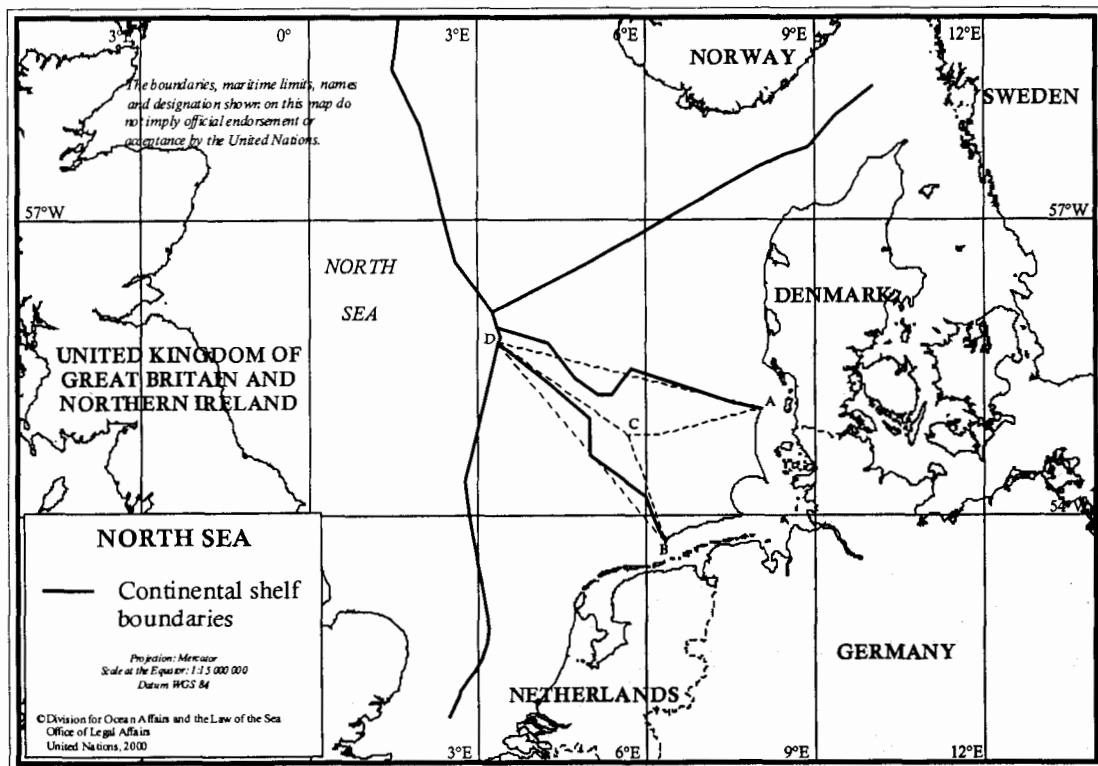 3°E
0°
3°E
6°E
9°E
12°E
NORWAY
SWEDEN
The boundaries, maritime limits, names
and designation shown on this map do
not imply official endorsement or
acceptance by the United Nations.
57°W
57°W
NORTH
SEA
DENMARK
D
UNITED KINGDOM OF
GREAT BRITAIN AND
NORTHERN IRELAND
A
C
54°W
B
NORTH SEA
Continental shelf
boundaries
Projection: Mercator
Scale at the Equator: 1:15 000 000
Datum WGS 84
GERMANY
NETHERLANDS
©Division for Ocean Affairs and the Law of the Sea
Office of Legal Affairs
United Nations, 2000
3°E
6°E
9°E
12°E